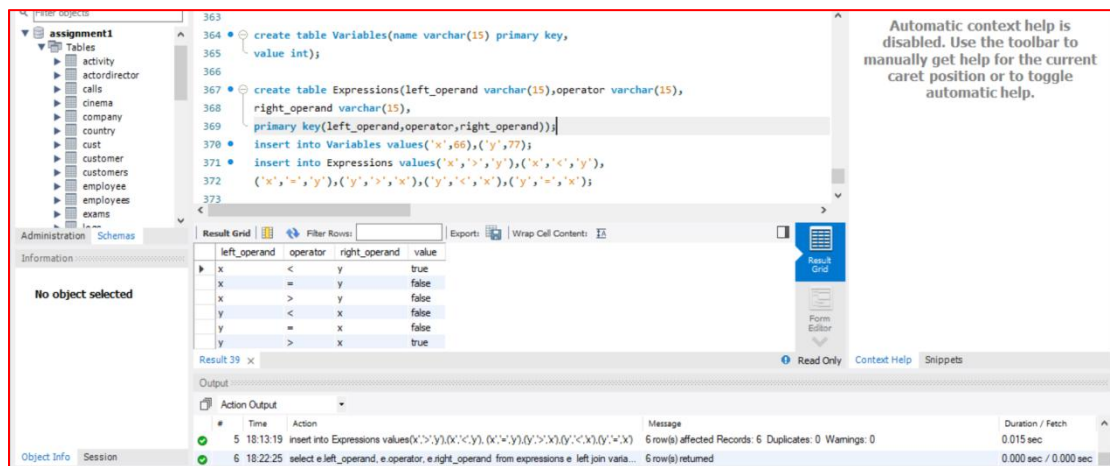 Filter objects
assignment1
Tables
activity
actordirector
calls
cinema
company
country
cust
customer
customers
employee
employees
exams
Administration Schemas
Information
No object selected
Object Info Session
363
364 create table Variables(name varchar(15) primary key,
365 value int);
366
367 create table Expressions(left_operand varchar(15),operator varchar(15),
368 right_operand varchar(15),
369 primary key(left_operand,operator,right_operand));
370 insert into Variables values('x',66),('y',77);
371 insert into Expressions values('x','>','y'),('x','<','y'),
372 ('x','=','y'),('y','>','x'),('y','<','x'),('y','=','x');
373
Result Grid Filter Rows: Export: Wrap Cell Content:
left_operand operator right_operand value
x < y true
x = y false
x > y false
y < x false
y = x false
y > x true
Result Grid
Form Editor
Result 39 Read Only
Automatic context help is
disabled. Use the toolbar to
manually get help for the current
caret position or to toggle
automatic help.
Context Help Snippets
Output
Action Output
# Time Action Message Duration / Fetch
5 18:13:19 insert into Expressions values('x','>','y'),('x','<','y'), ('x','=','y'),('y','>','x'),('y','<','x'),('y','=','x') 6 row(s) affected Records: 6 Duplicates: 0 Warnings: 0 0.015 sec
6 18:22:25 select e.left_operand, e.operator, e.right_operand from expressions e left join varia... 6 row(s) returned 0.000 sec / 0.000 sec